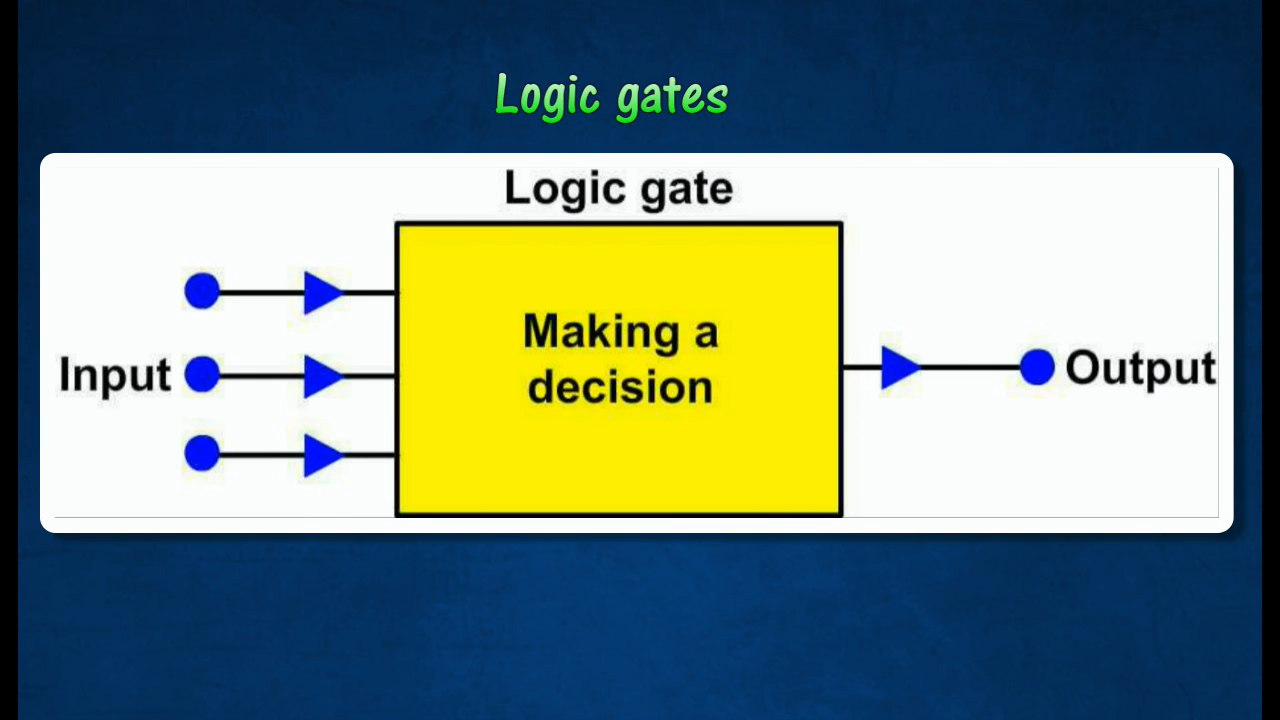 Logic gates
Logic gate
Making a
decision
Input
Output